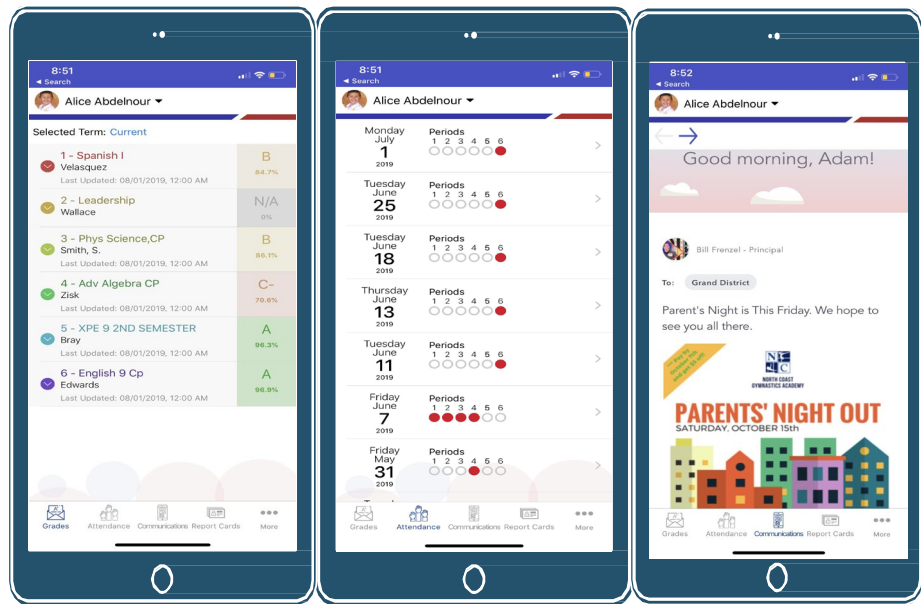 8:51
Search
Alice Abdelnour
Selected Term: Current
1 - Spanish I
Velasquez
Last Updated: 08/01/2019, 12:00 AM
B
84.7%
2 - Leadership
Wallace
N/A
0%
3 - Phys Science,CP
Smith, S.
Last Updated: 08/01/2019, 12:00 AM
B
86.1%
4 - Adv Algebra CP
Zisk
Last Updated: 08/01/2019, 12:00 AM
C-
70.6%
5 - XPE 9 2ND SEMESTER
Bray
Last Updated: 08/01/2019, 12:00 AM
A
96.3%
6 - English 9 Cp
Edwards
Last Updated: 08/01/2019, 12:00 AM
A
96.9%
Grades Attendance Communications Report Cards More
8:51
Search
Alice Abdelnour
Monday
July
1
2019
Periods
1 2 3 4 5 6
Tuesday
June
25
2019
Periods
1 2 3 4 5 6
Tuesday
June
18
2019
Periods
1 2 3 4 5 6
Thursday
June
13
2019
Periods
1 2 3 4 5 6
Tuesday
June
11
2019
Periods
1 2 3 4 5 6
Friday
June
7
2019
Periods
1 2 3 4 5 6
Friday
May
31
2019
Periods
1 2 3 4 5 6
Grades Attendance Communications Report Cards More
8:52
Search
Alice Abdelnour
Good morning, Adam!
Bill Frenzel - Principal
To: Grand District
Parent's Night is This Friday. We hope to
see you all there.
NORTH COAST
GYMNASTICS ACADEMY
PARENTS' NIGHT OUT
SATURDAY, OCTOBER 15th
Grades Attendance Communications Report Cards More